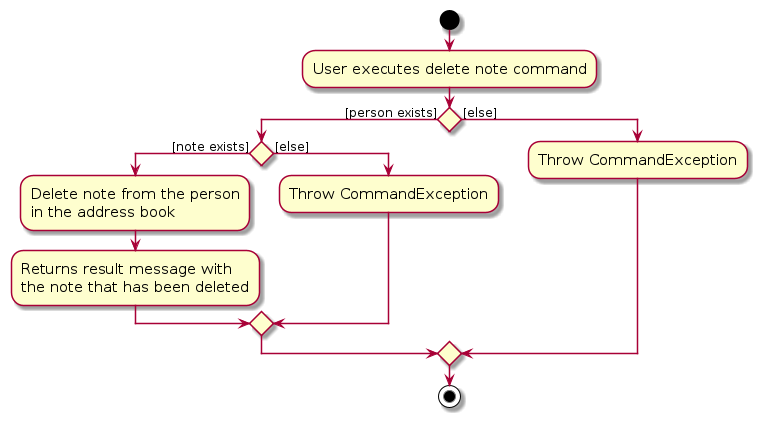 User executes delete note command
[person exists]
[else]
[note exists]
[else]
Throw CommandException
Delete note from the person
in the address book
Throw CommandException
Returns result message with
the note that has been deleted